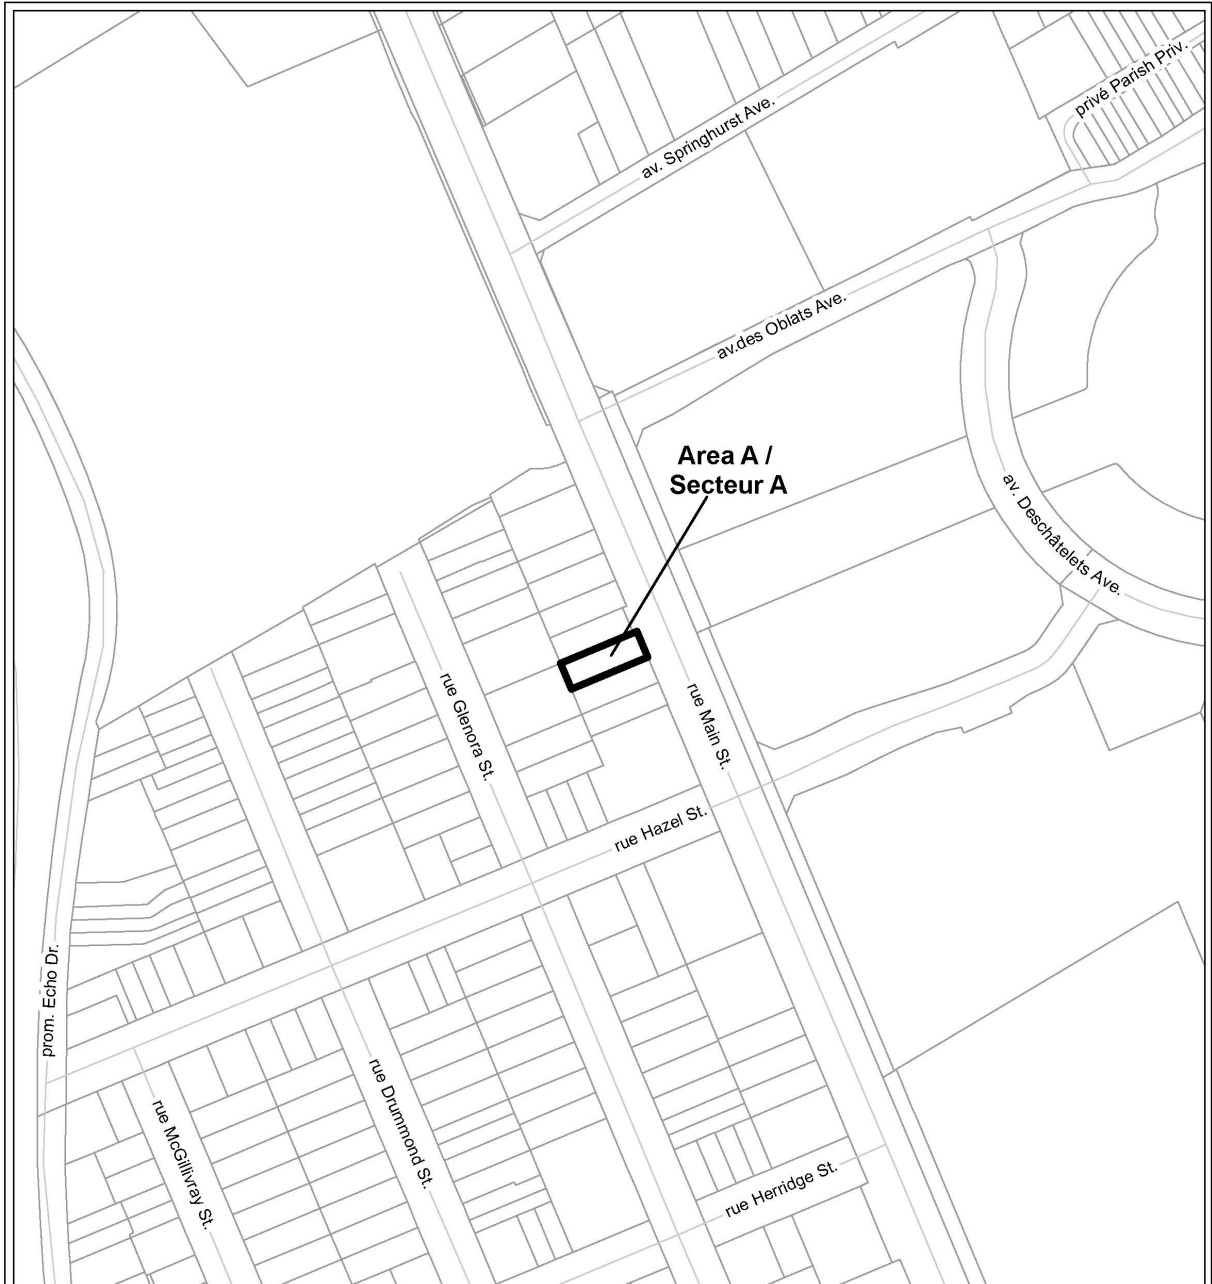 privé Parish Priv.
av. Springhurst Ave.
av.des Oblats Ave.
Area A /
Secteur A
av. Deschâtelets Ave.
rue Glenora St.
rue Main St.
rue Hazel St.
prom. Echo Dr.
rue Drummond St.
rue McGillivray St.
rue Herridge St.